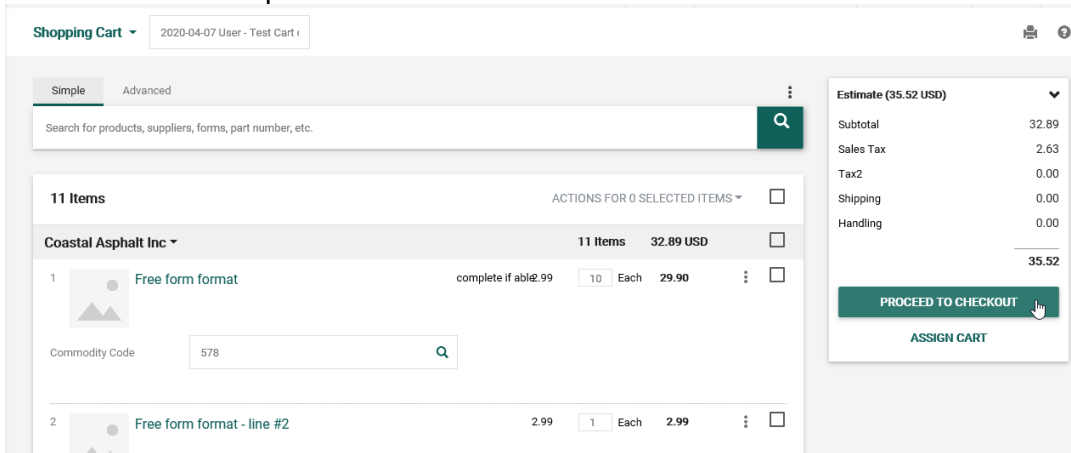 Shopping Cart 2020-04-07 User - Test Cart
Simple Advanced
Search for products, suppliers, forms, part number, etc.
11 Items ACTIONS FOR 0 SELECTED ITEMS
Coastal Asphalt Inc 11 Items 32.89 USD
1 Free form format complete if able 2.99 10 Each 29.90
Commodity Code 578
2 Free form format - line #2 2.99 1 Each 2.99
Estimate (35.52 USD)
Subtotal 32.89
Sales Tax 2.63
Tax2 0.00
Shipping 0.00
Handling 0.00
35.52
PROCEED TO CHECKOUT
ASSIGN CART